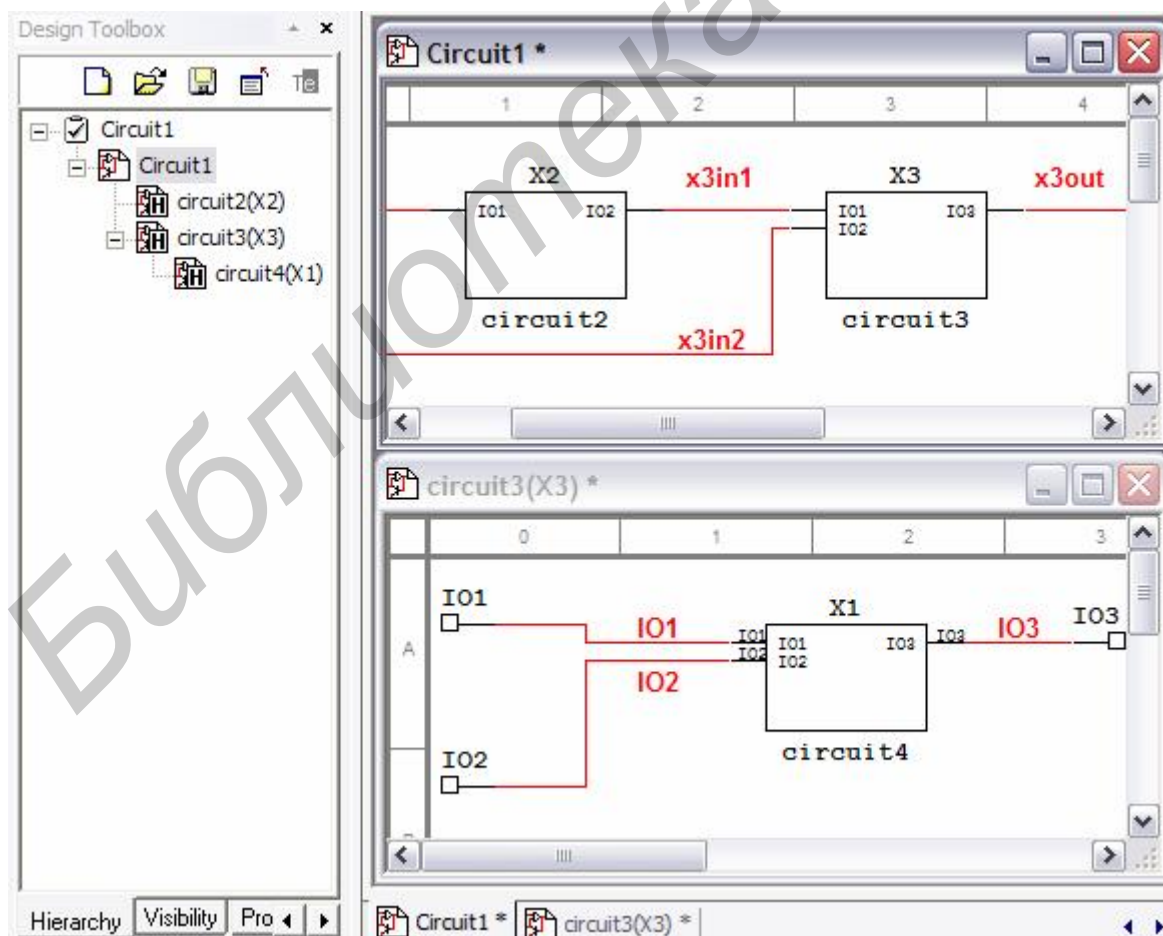 Design Toolbox
Circuit1
Circuit1
circuit2(X2)
circuit3(X3)
circuit4(X1)
Hierarchy Visibility Pro
Circuit1 *
1 2 3 4
X2 x3in1 X3 x3out
IO1 IO2 IO1 IO3
IO2
circuit2 circuit3
x3in2
circuit3(X3) *
0 1 2 3
IO1 X1 IO3
A IO1 IO1 IO1 IO3 IO3 IO3
IO2 IO2
IO2
IO2
circuit4
Circuit1 * circuit3(X3) *
Библиотека